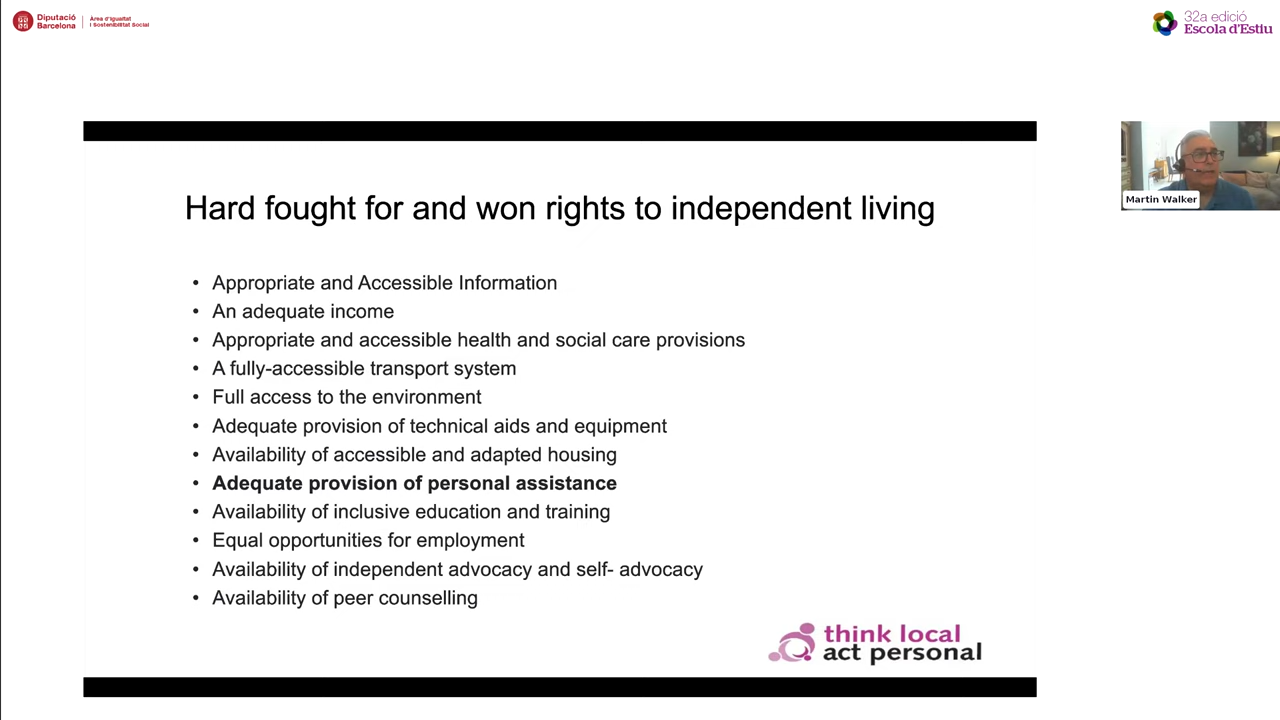 Diputació
Barcelona
Àrea d'Igualtat
i Sostenibilitat Social
32a edició
Escola d'Estiu
Martin Walker
Hard fought for and won rights to independent living
• Appropriate and Accessible Information
• An adequate income
• Appropriate and accessible health and social care provisions
• A fully-accessible transport system
• Full access to the environment
• Adequate provision of technical aids and equipment
• Availability of accessible and adapted housing
• Adequate provision of personal assistance
• Availability of inclusive education and training
• Equal opportunities for employment
• Availability of independent advocacy and self- advocacy
• Availability of peer counselling
think local
act personal